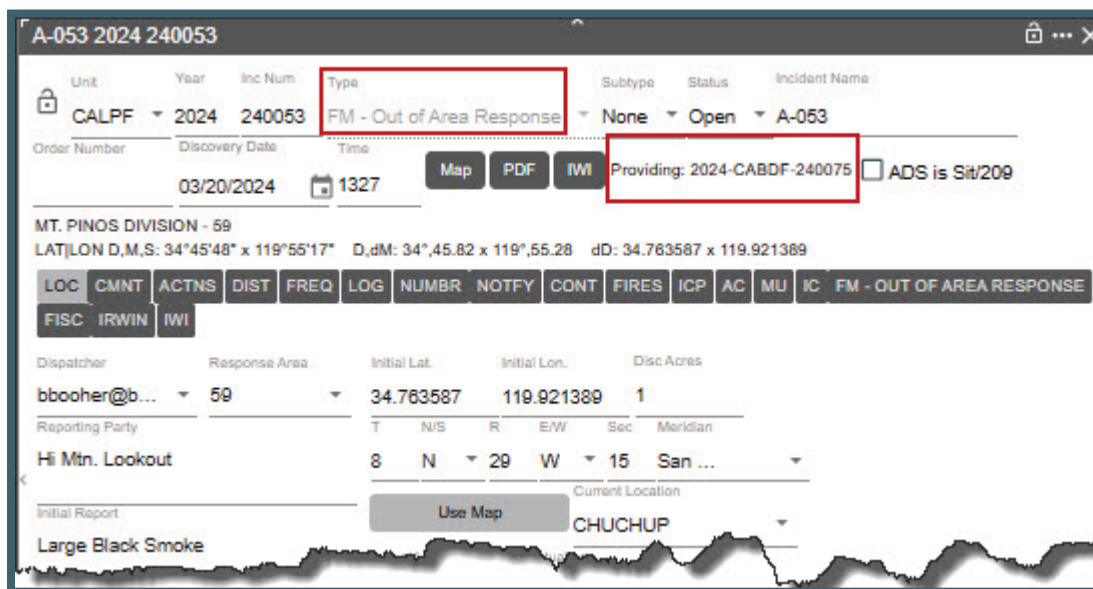 A-053 2024 240053
Unit Year Inc Num Type Subtype Status Incident Name
CALPF 2024 240053 FM - Out of Area Response None Open A-053
Order Number Discovery Date Time
03/20/2024 1327 Map PDF IWI Providing: 2024-CABDF-240075 ADS is Sit/209
MT. PINOS DIVISION - 59
LAT|LON D,M,S: 34°45'48" x 119°55'17" D,dM: 34°,45.82 x 119°,55.28 dD: 34.763587 x 119.921389
LOC CMNT ACTNS DIST FREQ LOG NUMBR NOTFY CONT FIRES ICP AC MU IC FM - OUT OF AREA RESPONSE
FISC IRWIN IWI
Dispatcher Response Area Initial Lat. Initial Lon. Disc Acres
bbooher@b... 59 34.763587 119.921389 1
Reporting Party T N/S R E/W Sec Meridian
Hi Mtn. Lookout 8 N 29 W 15 San ...
Use Map Current Location
Initial Report CHUCHUP
Large Black Smoke